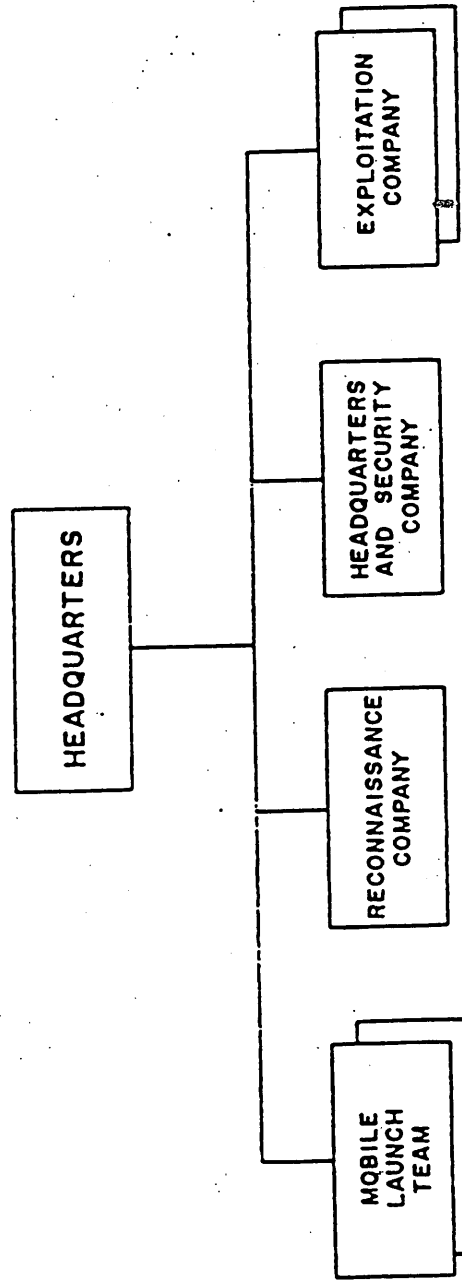 HEADQUARTERS
MOBILE
LAUNCH
TEAM
RECONNAISSANCE
COMPANY
HEADQUARTERS
AND SECURITY
COMPANY
EXPLOITATION
COMPANY